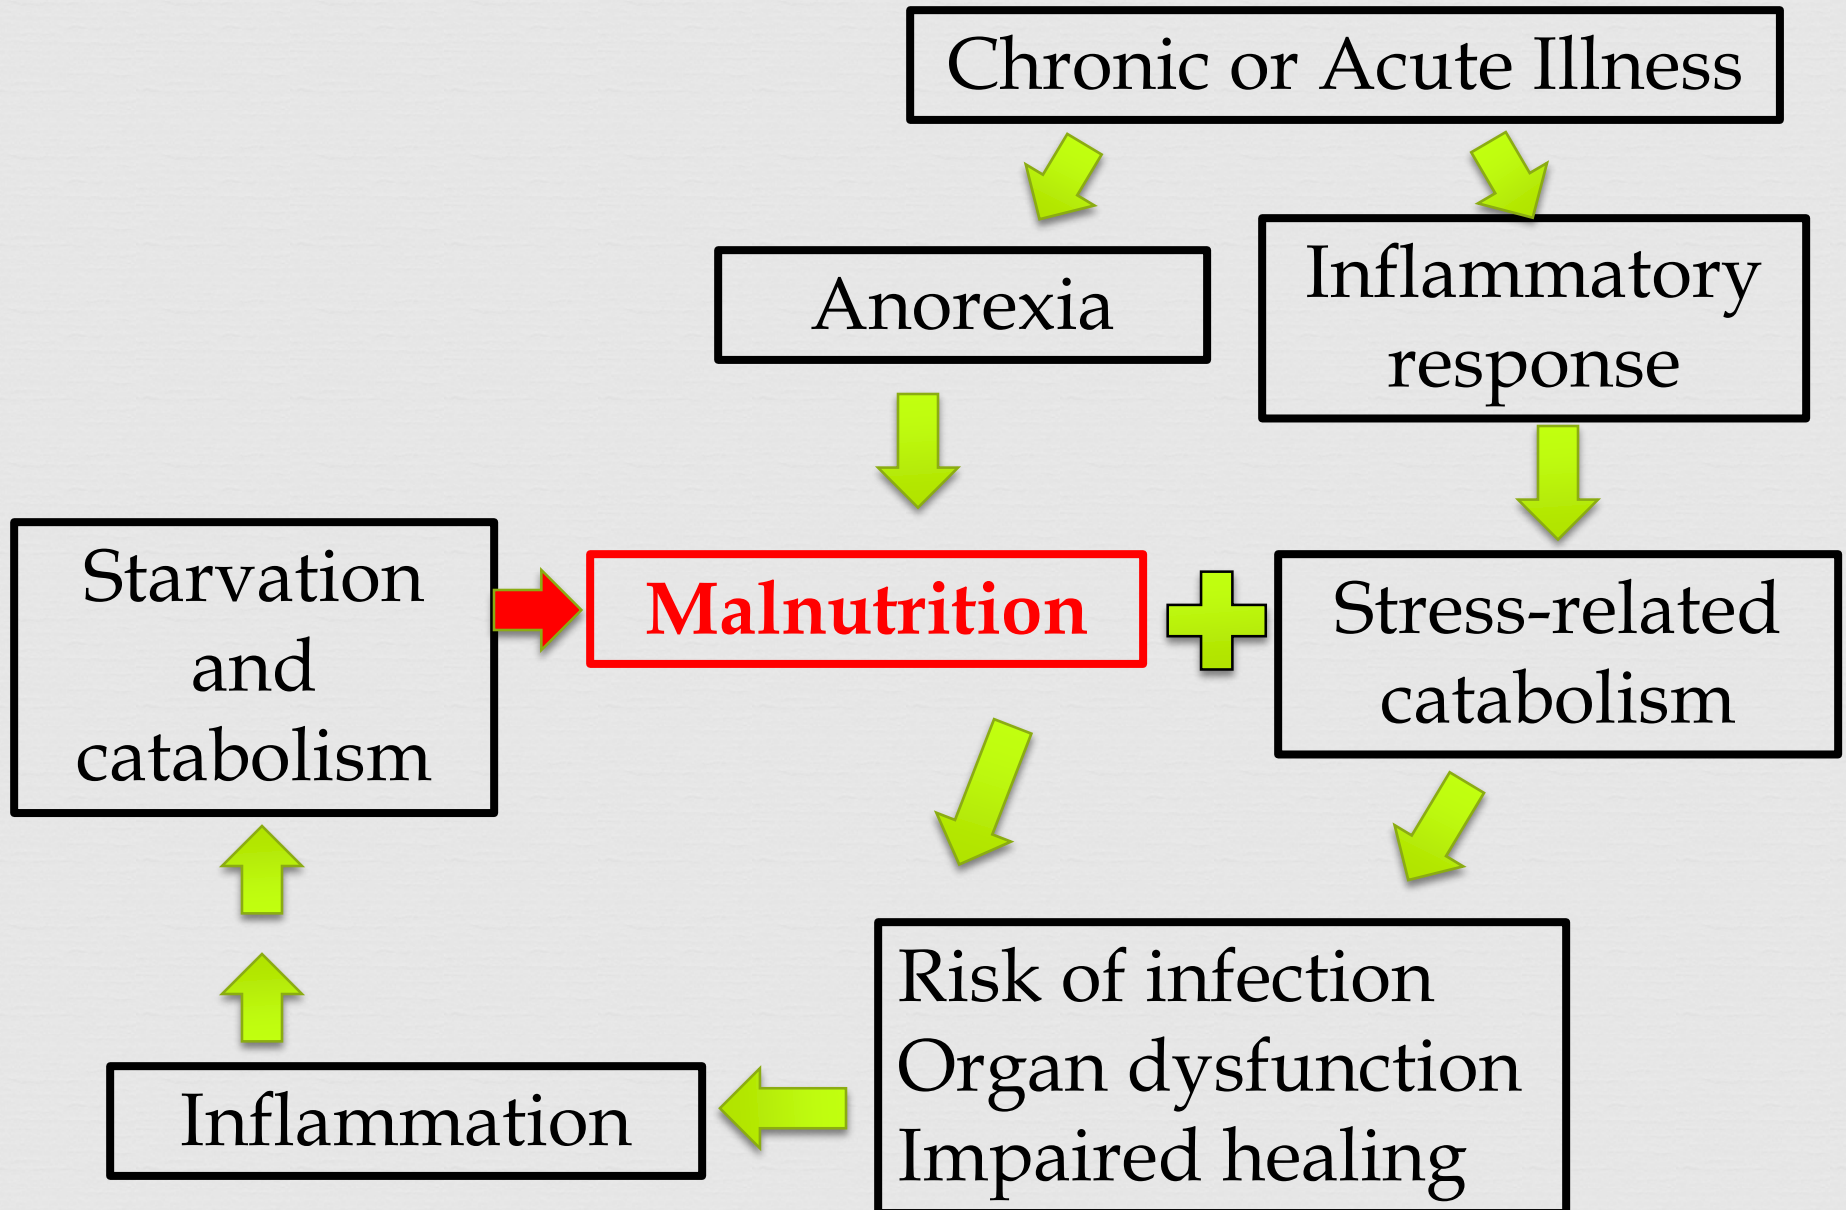 Chronic or Acute Illness
Anorexia
Inflammatory
response
Starvation
and
catabolism
Malnutrition
Stress-related
catabolism
Risk of infection
Organ dysfunction
Impaired healing
Inflammation